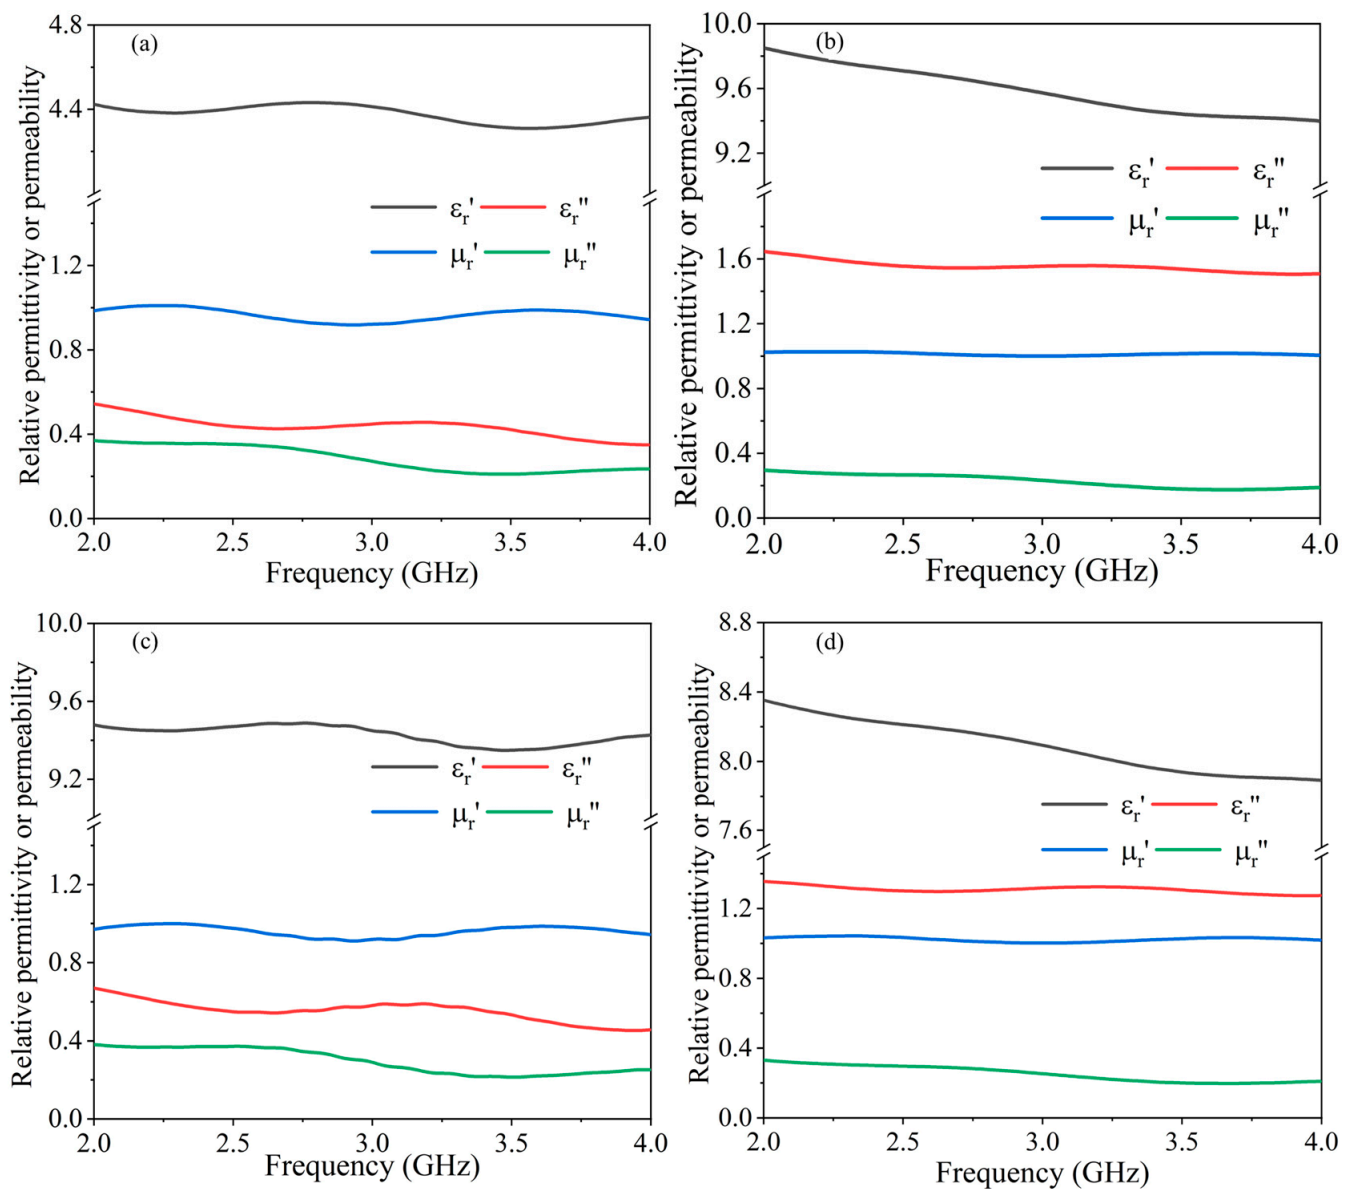 (a)
4.8
4.4
1.2
0.8
0.4
0.0
Relative permittivity or permeability
εr' εr''
μr' μr''
2.0 2.5 3.0 3.5 4.0
Frequency (GHz)
(b)
10.0
9.6
9.2
1.6
1.2
0.8
0.4
0.0
Relative permittivity or permeability
εr' εr''
μr' μr''
2.0 2.5 3.0 3.5 4.0
Frequency (GHz)
(c)
10.0
9.6
9.2
1.2
0.8
0.4
0.0
Relative permittivity or permeability
εr' εr''
μr' μr''
2.0 2.5 3.0 3.5 4.0
Frequency (GHz)
(d)
8.8
8.4
8.0
7.6
1.2
0.8
0.4
0.0
Relative permittivity or permeability
εr' εr''
μr' μr''
2.0 2.5 3.0 3.5 4.0
Frequency (GHz)